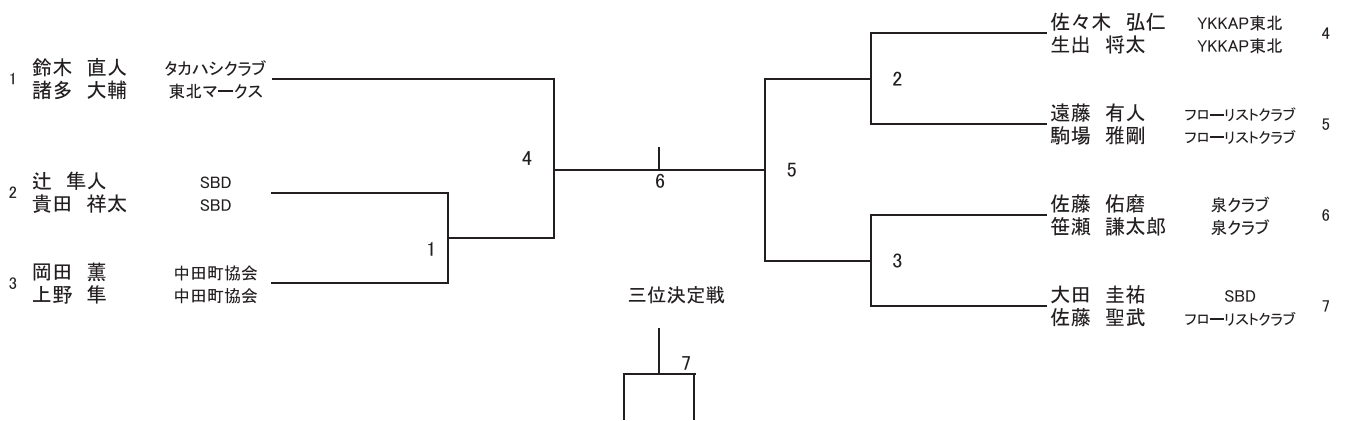 1 鈴木 直人 タカハシクラブ
諸多 大輔 東北マークス
2 辻 隼人 SBD
貴田 祥太 SBD
3 岡田 薫 中田町協会
上野 隼 中田町協会
4
1
6
三位決定戦
7
5
2
3
佐々木 弘仁 YKKAP東北 4
生出 将太 YKKAP東北
遠藤 有人 フローリストクラブ 5
駒場 雅剛 フローリストクラブ
佐藤 佑磨 泉クラブ 6
笹瀬 謙太郎 泉クラブ
大田 圭祐 SBD 7
佐藤 聖武 フローリストクラブ